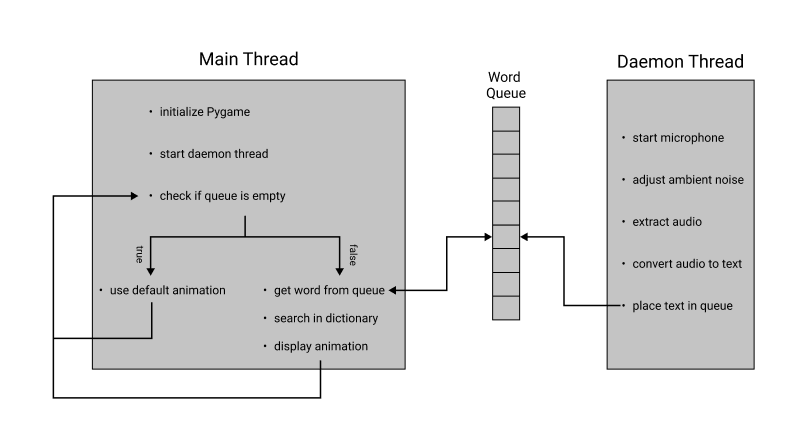 Main Thread
• initialize Pygame
• start daemon thread
• check if queue is empty
true
false
• use default animation
• get word from queue
• search in dictionary
• display animation
Word
Queue
Daemon Thread
• start microphone
• adjust ambient noise
• extract audio
• convert audio to text
• place text in queue